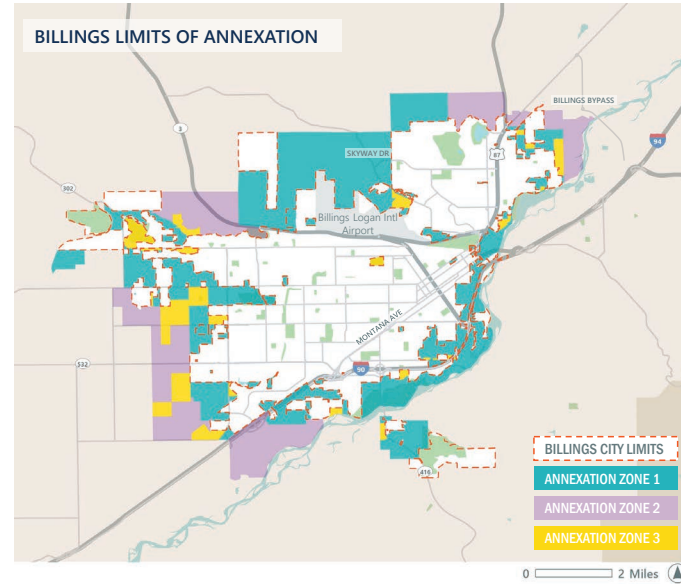 BILLINGS LIMITS OF ANNEXATION
BILLINGS BYPASS
3
94
SKYWAY DR
87
302
Billings Logan Intl
Airport
MONTANA AVE
532
90
416
BILLINGS CITY LIMITS
ANNEXATION ZONE 1
ANNEXATION ZONE 2
ANNEXATION ZONE 3
0 2 Miles